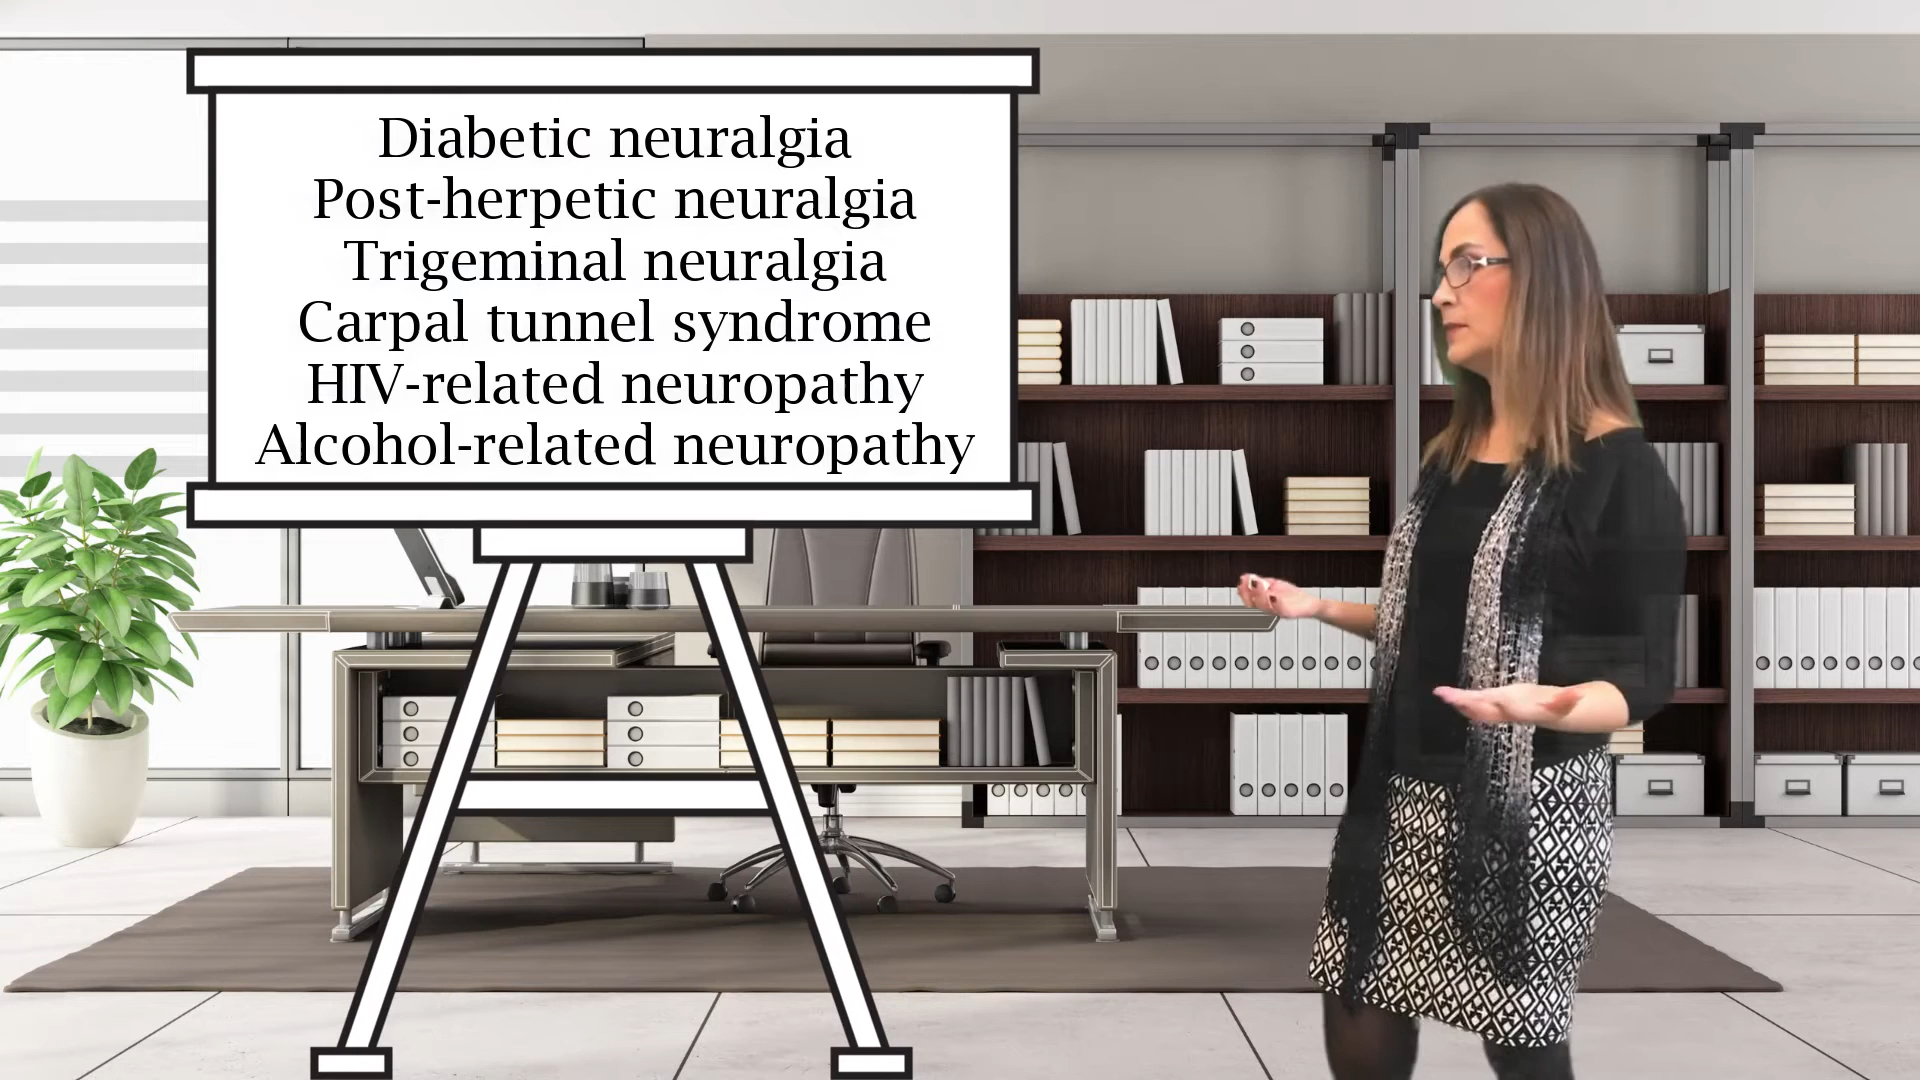 Diabetic neuralgia
Post-herpetic neuralgia
Trigeminal neuralgia
Carpal tunnel syndrome
HIV-related neuropathy
Alcohol-related neuropathy